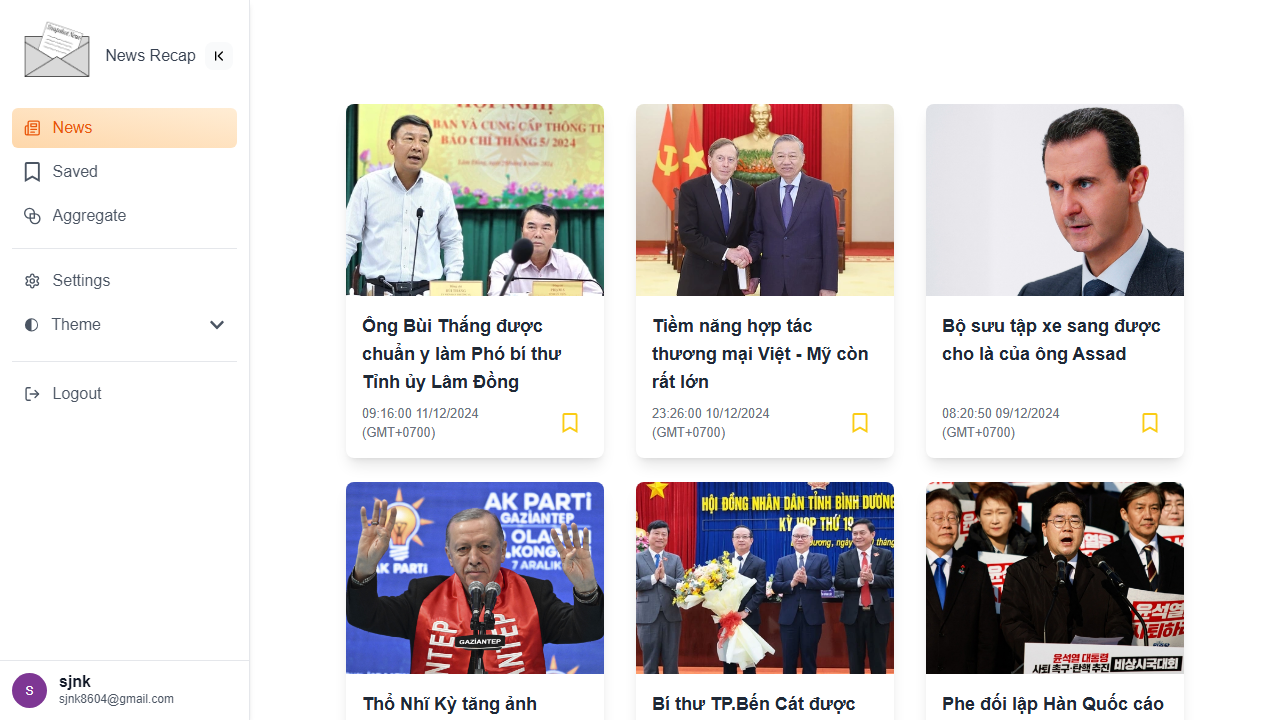 Snapshot News
News Recap
News
Saved
Aggregate
Settings
Theme
Logout
S
sjnk
sjnk8604@gmail.com
HỘI NGHỊ
BAN VÀ CUNG CẤP THÔNG TIN
BÁO CHÍ THÁNG 5/ 2024
Ông Bùi Thắng được
chuẩn y làm Phó bí thư
Tỉnh ủy Lâm Đồng
09:16:00 11/12/2024
(GMT+0700)
Tiềm năng hợp tác
thương mại Việt - Mỹ còn
rất lớn
23:26:00 10/12/2024
(GMT+0700)
Bộ sưu tập xe sang được
cho là của ông Assad
08:20:50 09/12/2024
(GMT+0700)
AK PARTİ
GAZİANTEP
OLA
KONG
7 ARALIK
AK PARTİ
GAZİANTEP
Thổ Nhĩ Kỳ tăng ảnh
HỘI ĐỒNG NHÂN DÂN TỈNH BÌNH DƯƠNG
KỲ HỌP THỨ 19
Bí thư TP.Bến Cát được
윤석열
윤석열 대통령
사퇴 촉구·탄핵 추진 비상시국대회
Phe đối lập Hàn Quốc cáo